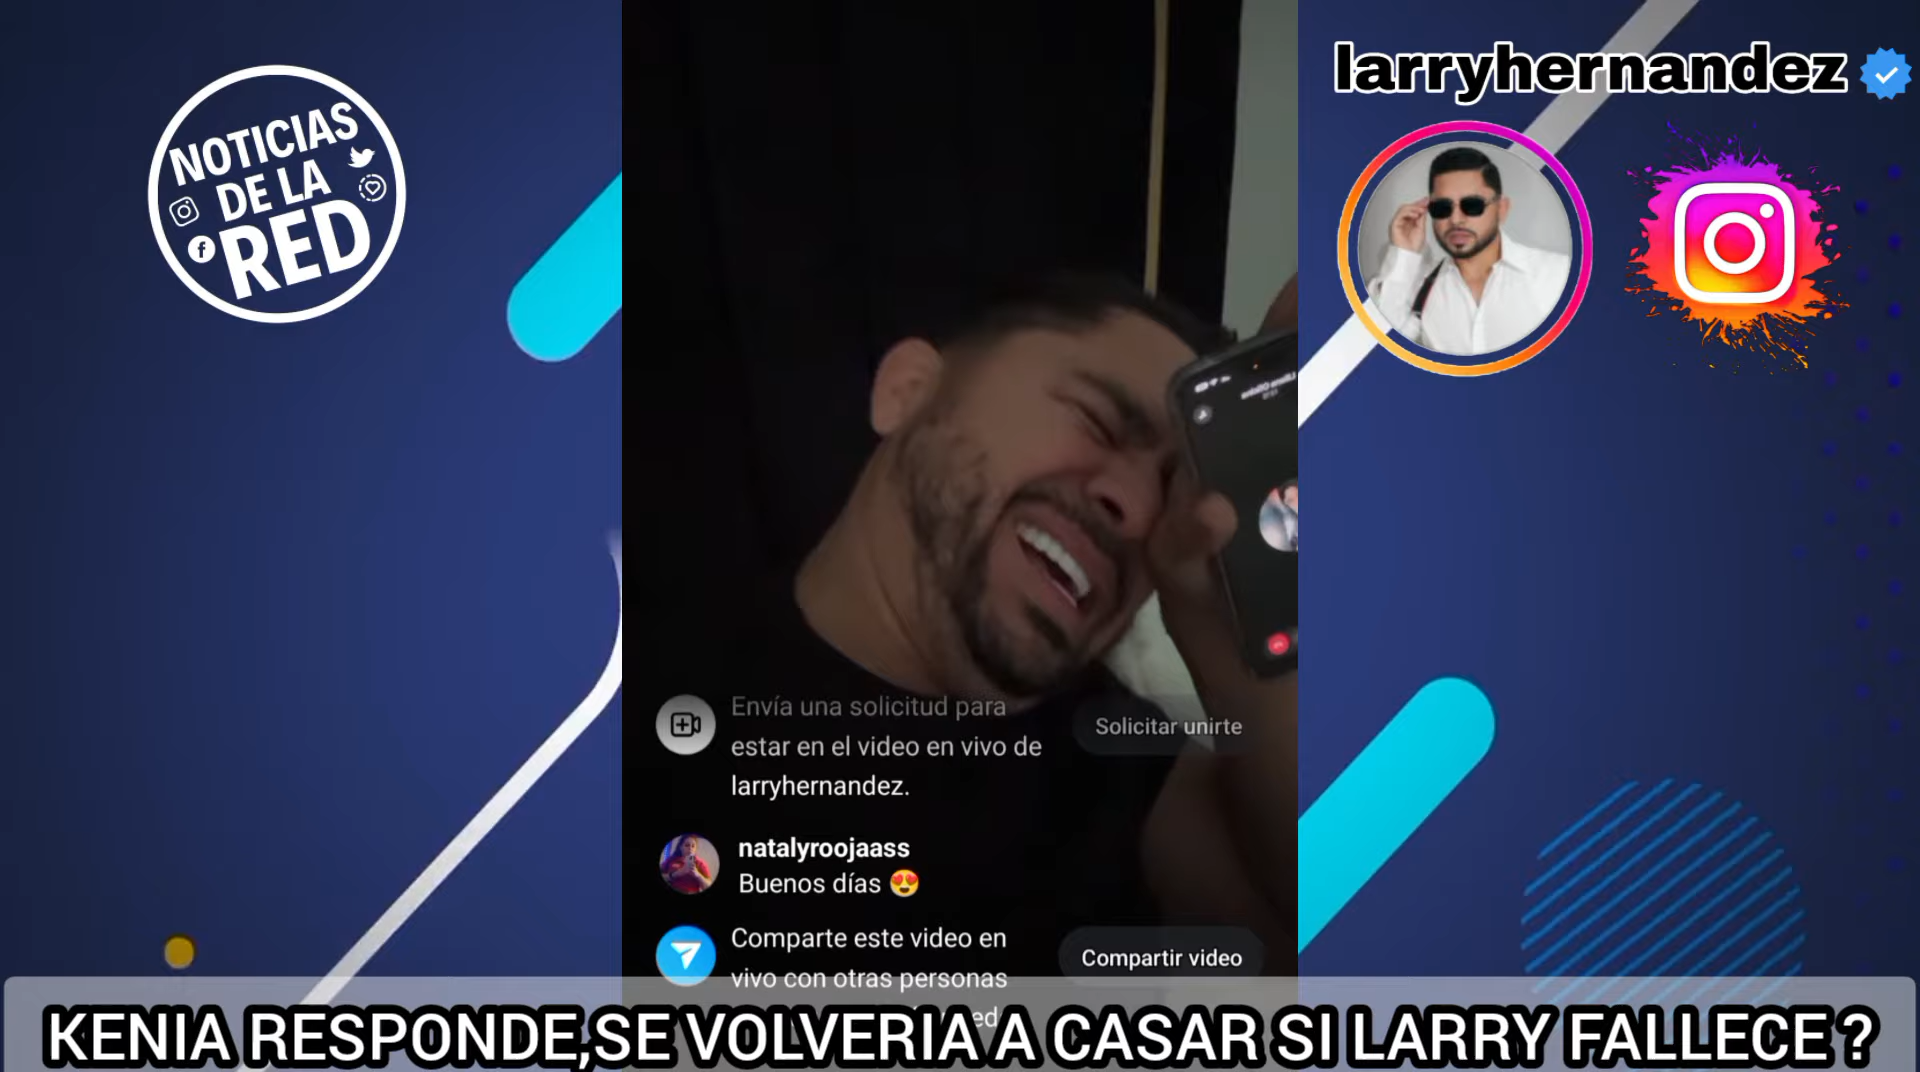 NOTICIAS
DE LA
RED
larryhernandez
Envía una solicitud para
estar en el video en vivo de
larryhernandez.
Solicitar unirte
natalyroojaass
Buenos días 😍
Comparte este video en
vivo con otras personas
Compartir video
KENIA RESPONDE,SE VOLVERIA A CASAR SI LARRY FALLECE ?